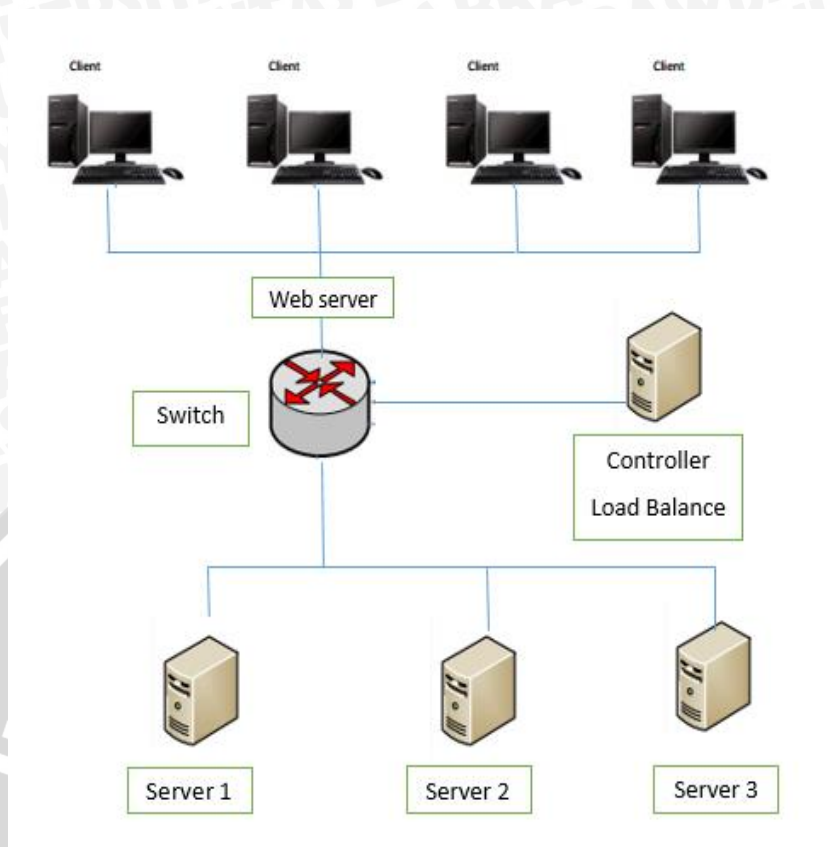 Client
Client
Client
Client
Web server
Switch
Controller
Load Balance
Server 1
Server 2
Server 3